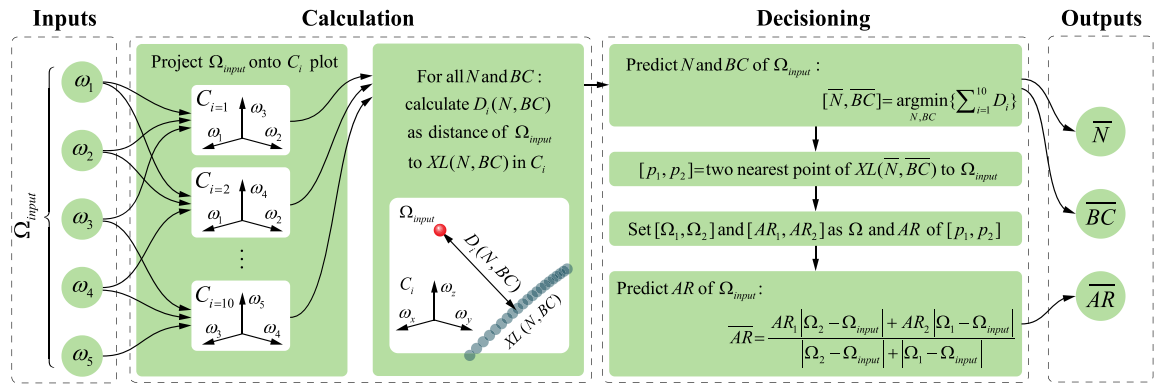 Inputs
Calculation
Decisioning
Outputs
Ω_input
ω₁
ω₂
ω₃
ω₄
ω₅
Project Ω_input onto C_i plot
C_{i=1}
ω₃
ω₁
ω₂
C_{i=2}
ω₄
ω₁
ω₂
⋮
C_{i=10}
ω₅
ω₃
ω₄
For all N and BC :
calculate D_i (N, BC)
as distance of Ω_input
to XL(N, BC) in C_i
Ω_input
D_i (N, BC)
C_i
ω_z
ω_x
ω_y
XL (N, BC)
Predict N and BC of Ω_input :
[N̅, B̅C̅] = argmin_{N,BC} {∑_{i=1}^{10} D_i}
[p₁, p₂]=two nearest point of XL(N̅, B̅C̅) to Ω_input
Set [Ω₁, Ω₂] and [AR₁, AR₂] as Ω and AR of [p₁, p₂]
Predict AR of Ω_input :
A̅R̅ = (AR₁|Ω₂ − Ω_input| + AR₂|Ω₁ − Ω_input|) / (|Ω₂ − Ω_input| + |Ω₁ − Ω_input|)
N̅
B̅C̅
A̅R̅